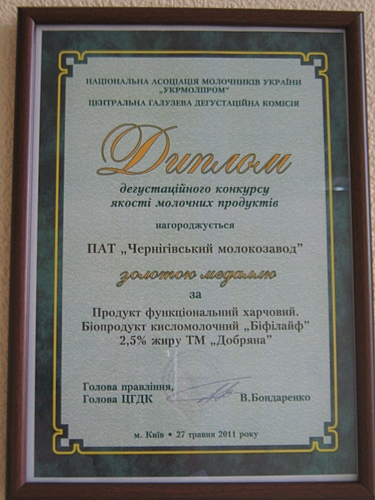 НАЦІОНАЛЬНА АСОЦІАЦІЯ МОЛОЧНИКІВ УКРАЇНИ
„УКРМОЛПРОМ”
ЦЕНТРАЛЬНА ГАЛУЗЕВА ДЕГУСТАЦІЙНА КОМІСІЯ
Диплом
дегустаційного конкурсу
якості молочних продуктів
нагороджується
ПАТ „Чернігівський молокозавод”
золотою медаллю
за
Продукт функціональний харчовий.
Біопродукт кисломолочний „Біфілайф”
2,5% жиру ТМ „Добряна”
Голова правління,
Голова ЦГДК В.Бондаренко
м. Київ • 27 травня 2011 року